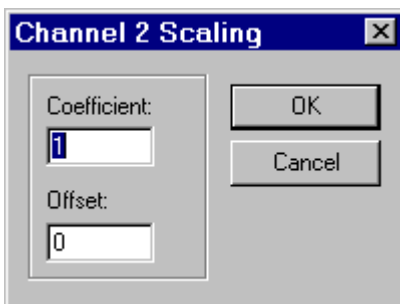 Channel 2 Scaling
Coefficient:
1
OK
Cancel
Offset:
0